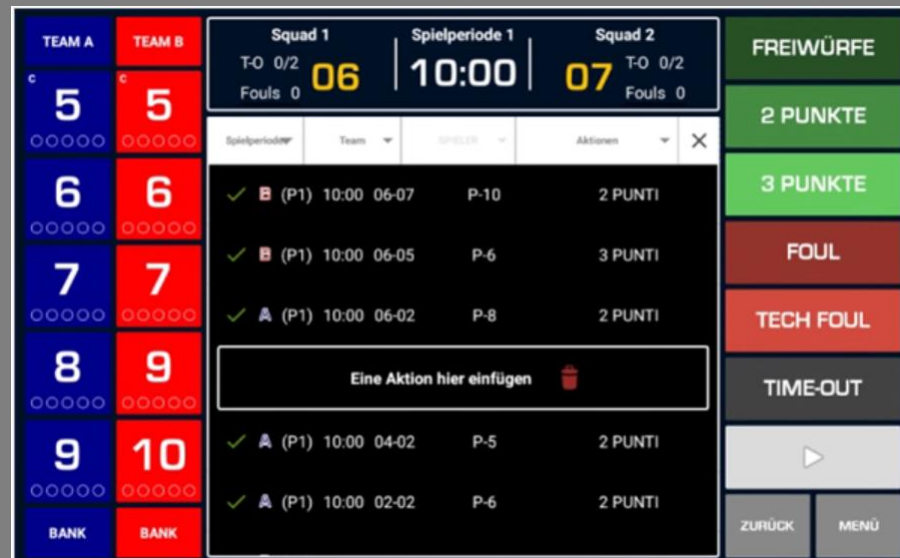 TEAM A
TEAM B
Squad 1
Spielperiode 1
Squad 2
T-O 0/2
06
10:00
07
T-O 0/2
Fouls 0
Fouls 0
FREIWÜRFE
C
5
C
5
2 PUNKTE
Spielperiode
Team
SPIELER
Aktionen
6
6
B (P1) 10:00 06-07 P-10 2 PUNTI
3 PUNKTE
B (P1) 10:00 06-05 P-6 3 PUNTI
FOUL
7
7
A (P1) 10:00 06-02 P-8 2 PUNTI
TECH FOUL
8
9
Eine Aktion hier einfügen
TIME-OUT
9
10
A (P1) 10:00 04-02 P-5 2 PUNTI
A (P1) 10:00 02-02 P-6 2 PUNTI
BANK
BANK
ZURÜCK
MENÜ